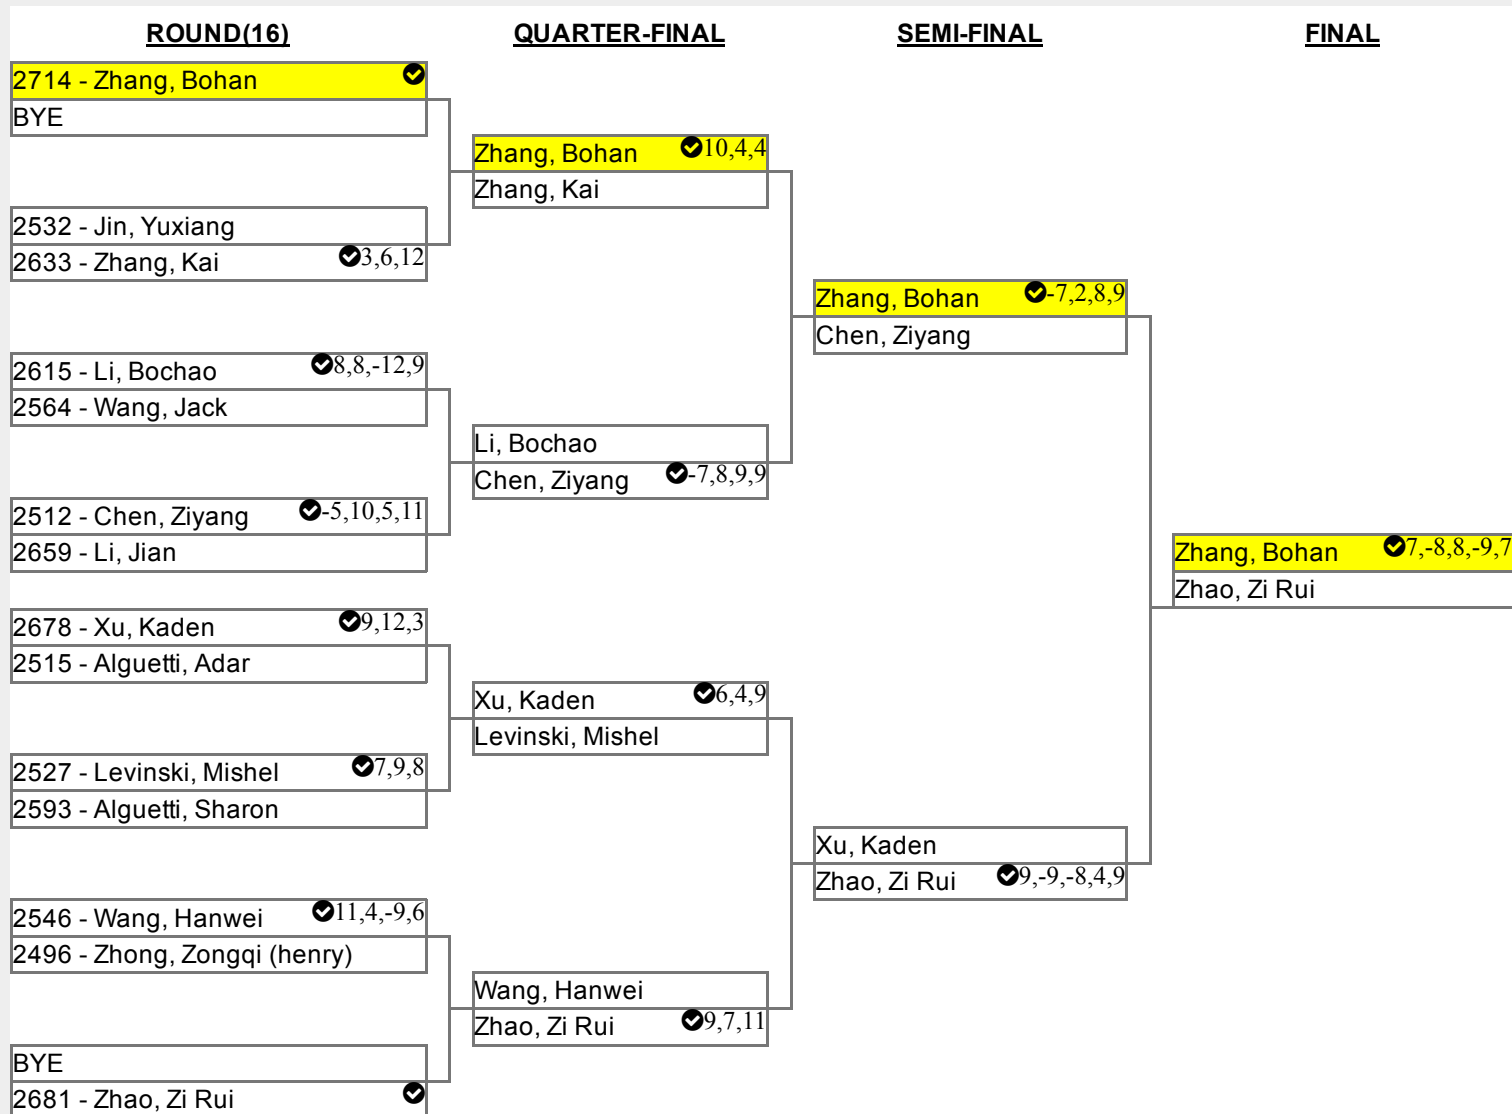 ROUND(16)
QUARTER-FINAL
SEMI-FINAL
FINAL
2714 - Zhang, Bohan
BYE
2532 - Jin, Yuxiang
2633 - Zhang, Kai 3,6,12
2615 - Li, Bochao 8,8,-12,9
2564 - Wang, Jack
2512 - Chen, Ziyang -5,10,5,11
2659 - Li, Jian
2678 - Xu, Kaden 9,12,3
2515 - Alguetti, Adar
2527 - Levinski, Mishel 7,9,8
2593 - Alguetti, Sharon
2546 - Wang, Hanwei 11,4,-9,6
2496 - Zhong, Zongqi (henry)
BYE
2681 - Zhao, Zi Rui
Zhang, Bohan 10,4,4
Zhang, Kai
Li, Bochao
Chen, Ziyang -7,8,9,9
Xu, Kaden 6,4,9
Levinski, Mishel
Wang, Hanwei
Zhao, Zi Rui 9,7,11
Zhang, Bohan -7,2,8,9
Chen, Ziyang
Xu, Kaden
Zhao, Zi Rui 9,-9,-8,4,9
Zhang, Bohan 7,-8,8,-9,7
Zhao, Zi Rui